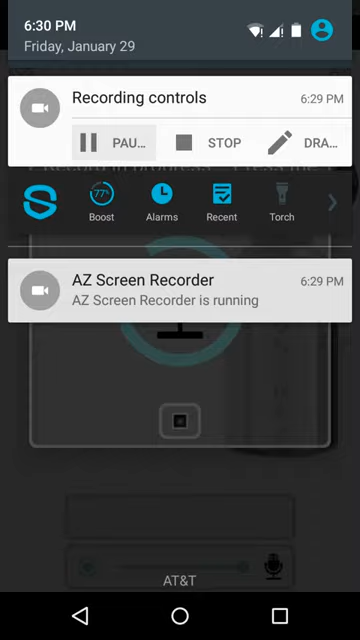 6:30 PM
Friday, January 29
Recording controls 6:29 PM
PAU... STOP DRA...
77%
Boost Alarms Recent Torch
AZ Screen Recorder 6:29 PM
AZ Screen Recorder is running
AT&T